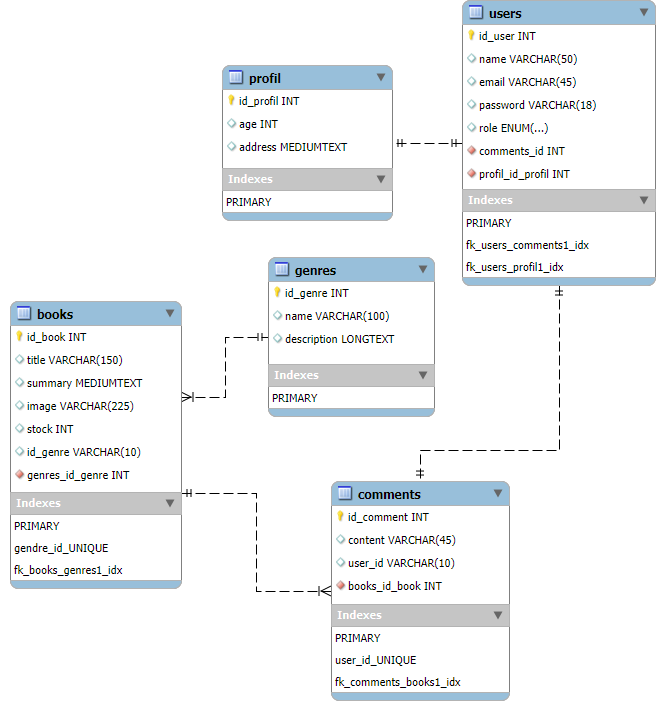 users
id_user INT
name VARCHAR(50)
email VARCHAR(45)
password VARCHAR(18)
role ENUM(...)
comments_id INT
profil_id_profil INT
Indexes
PRIMARY
fk_users_comments1_idx
fk_users_profil1_idx
profil
id_profil INT
age INT
address MEDIUMTEXT
Indexes
PRIMARY
genres
id_genre INT
name VARCHAR(100)
description LONGTEXT
Indexes
PRIMARY
books
id_book INT
title VARCHAR(150)
summary MEDIUMTEXT
image VARCHAR(225)
stock INT
id_genre VARCHAR(10)
genres_id_genre INT
Indexes
PRIMARY
gendre_id_UNIQUE
fk_books_genres1_idx
comments
id_comment INT
content VARCHAR(45)
user_id VARCHAR(10)
books_id_book INT
Indexes
PRIMARY
user_id_UNIQUE
fk_comments_books1_idx